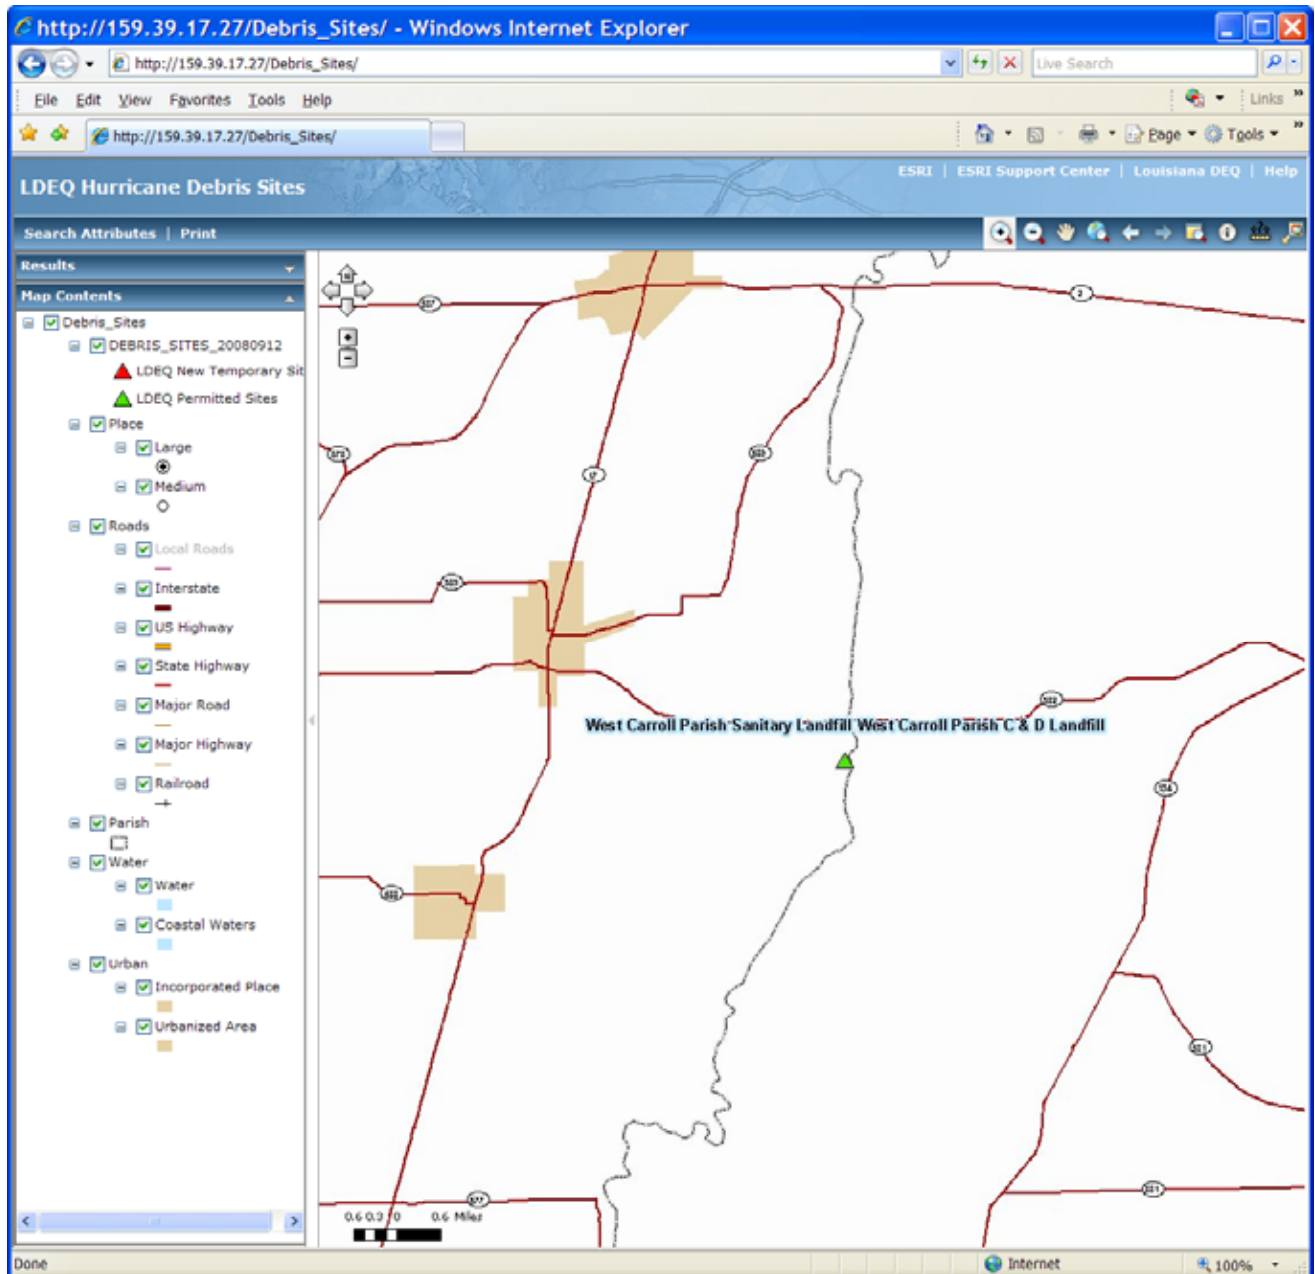 http://159.39.17.27/Debris_Sites/ - Windows Internet Explorer
http://159.39.17.27/Debris_Sites/
Live Search
File Edit View Favorites Tools Help
Links
http://159.39.17.27/Debris_Sites/
Page Tools
LDEQ Hurricane Debris Sites
ESRI | ESRI Support Center | Louisiana DEQ | Help
Search Attributes | Print
Results
Map Contents
Debris_Sites
DEBRIS_SITES_20080912
LDEQ New Temporary Sit
LDEQ Permitted Sites
Place
Large
Medium
Roads
Local Roads
Interstate
US Highway
State Highway
Major Road
Major Highway
Railroad
Parish
Water
Water
Coastal Waters
Urban
Incorporated Place
Urbanized Area
N
2
17
West Carroll Parish Sanitary Landfill West Carroll Parish C & D Landfill
577
0.6 0.3 0 0.6 Miles
Done
Internet
100%